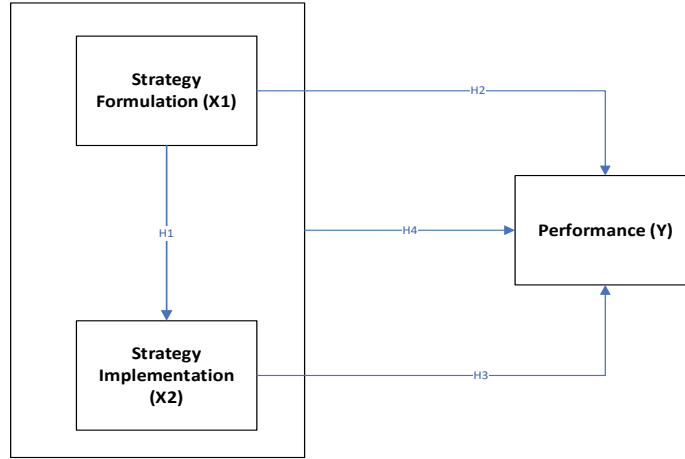 Strategy
Formulation (X1)
H2
H1
H4
Performance (Y)
Strategy
Implementation
(X2)
H3